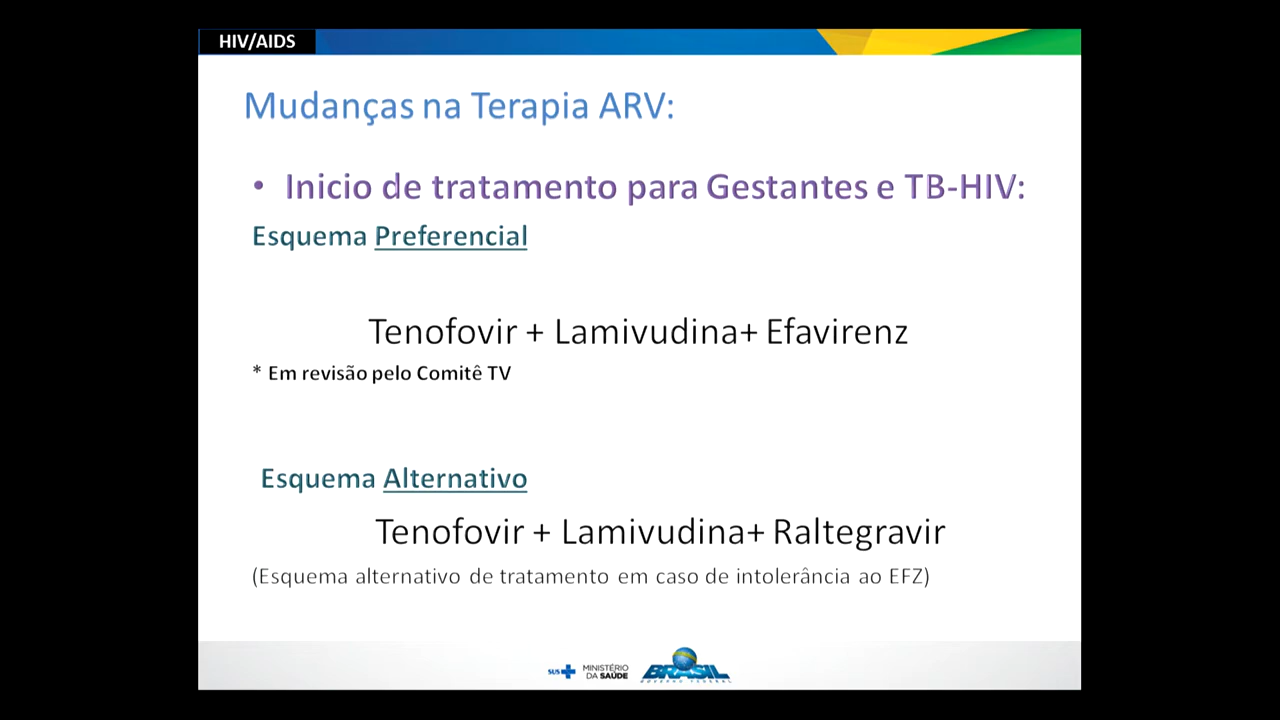 HIV/AIDS
Mudanças na Terapia ARV:
• Inicio de tratamento para Gestantes e TB-HIV:
Esquema Preferencial
Tenofovir + Lamivudina+ Efavirenz
* Em revisão pelo Comitê TV
Esquema Alternativo
Tenofovir + Lamivudina+ Raltegravir
(Esquema alternativo de tratamento em caso de intolerância ao EFZ)
SUS MINISTÉRIO DA SAÚDE
BRASIL
GOVERNO FEDERAL